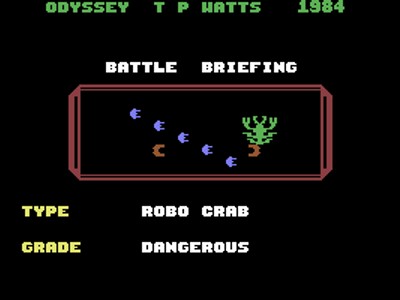 ODYSSEY T P WATTS 1984
BATTLE BRIEFING
TYPE ROBO CRAB
GRADE DANGEROUS